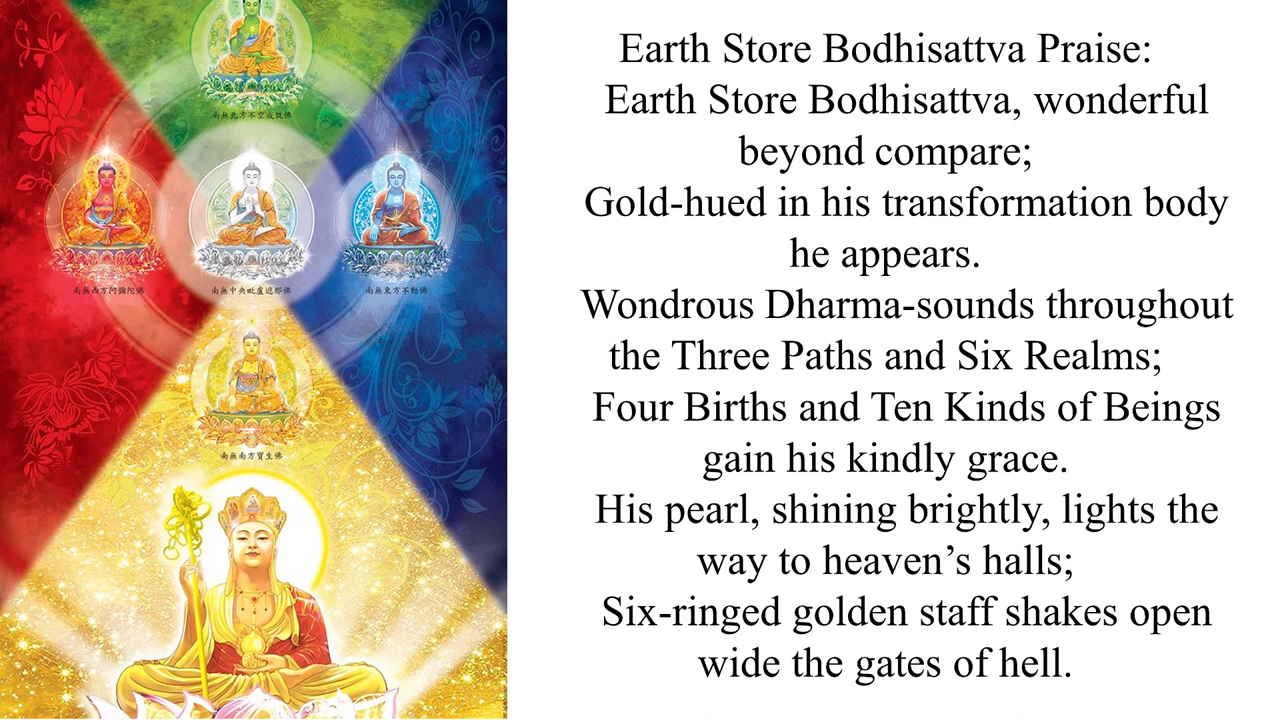 南無北方不空成就佛
南無西方阿彌陀佛
南無中央毗盧遮那佛
南無東方不動佛
南無南方寶生佛
Earth Store Bodhisattva Praise:
Earth Store Bodhisattva, wonderful
beyond compare;
Gold-hued in his transformation body
he appears.
Wondrous Dharma-sounds throughout
the Three Paths and Six Realms;
Four Births and Ten Kinds of Beings
gain his kindly grace.
His pearl, shining brightly, lights the
way to heaven’s halls;
Six-ringed golden staff shakes open
wide the gates of hell.